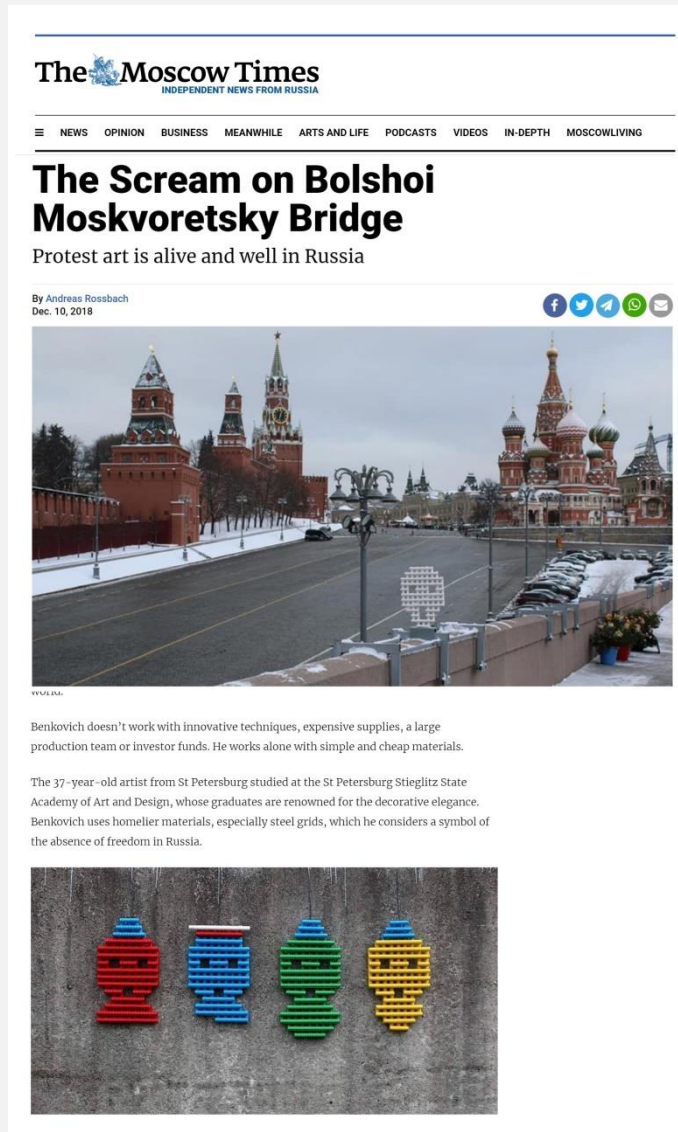 The Moscow Times
INDEPENDENT NEWS FROM RUSSIA
NEWS OPINION BUSINESS MEANWHILE ARTS AND LIFE PODCASTS VIDEOS IN-DEPTH MOSCOWLIVING
The Scream on Bolshoi
Moskvoretsky Bridge
Protest art is alive and well in Russia
By Andreas Rossbach
Dec. 10, 2018
world.
Benkovich doesn't work with innovative techniques, expensive supplies, a large
production team or investor funds. He works alone with simple and cheap materials.
The 37-year-old artist from St Petersburg studied at the St Petersburg Stieglitz State
Academy of Art and Design, whose graduates are renowned for the decorative elegance.
Benkovich uses homelier materials, especially steel grids, which he considers a symbol of
the absence of freedom in Russia.